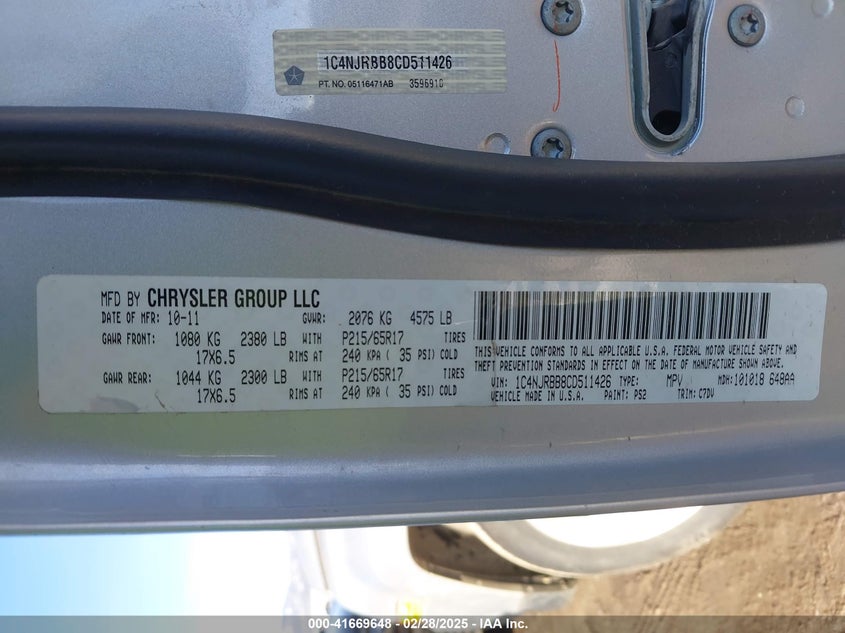 1C4NJRBB8CD511426
PT. NO. 05116471AB 3596910
MFD BY CHRYSLER GROUP LLC
DATE OF MFR: 10-11 GVWR: 2076 KG 4575 LB
GAWR FRONT: 1080 KG 2380 LB WITH P215/65R17 TIRES
17X6.5 RIMS AT 240 KPA ( 35 PSI) COLD
GAWR REAR: 1044 KG 2300 LB WITH P215/65R17 TIRES
17X6.5 RIMS AT 240 KPA ( 35 PSI) COLD
THIS VEHICLE CONFORMS TO ALL APPLICABLE U.S.A. FEDERAL MOTOR VEHICLE SAFETY AND
THEFT PREVENTION STANDARDS IN EFFECT ON THE DATE OF MANUFACTURE SHOWN ABOVE.
VIN: 1C4NJRBB8CD511426 TYPE: MPV MDH:101018 648AA
VEHICLE MADE IN U.S.A. PAINT: PS2 TRIM: C7DV
000-41669648 - 02/28/2025 - IAA Inc.